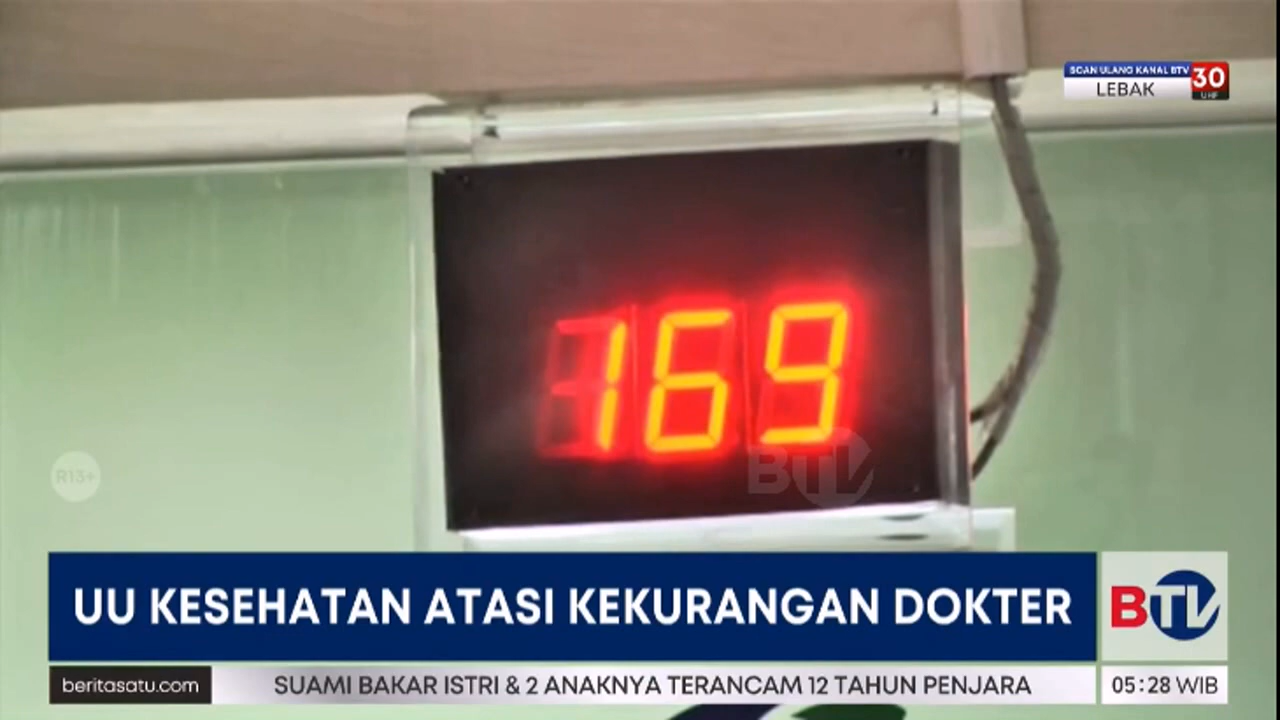 SCAN ULANG KANAL BTV
LEBAK
30
UHF
169
BTV
R13+
UU KESEHATAN ATASI KEKURANGAN DOKTER
BTV
beritasatu.com
SUAMI BAKAR ISTRI & 2 ANAKNYA TERANCAM 12 TAHUN PENJARA
05:28 WIB